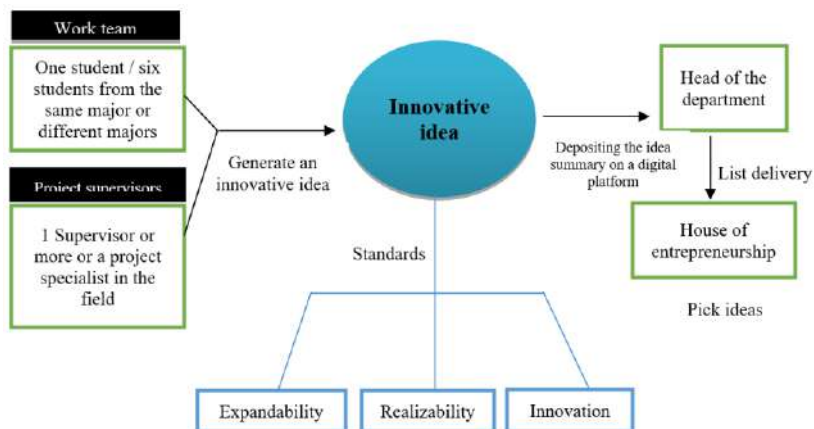 Work team
One student / six
students from the
same major or
different majors
Project supervisors
1 Supervisor or
more or a project
specialist in the
field
Generate an
innovative idea
Innovative
idea
Depositing the idea
summary on a digital
platform
Head of the
department
List delivery
House of
entrepreneurship
Pick ideas
Standards
Expandability
Realizability
Innovation